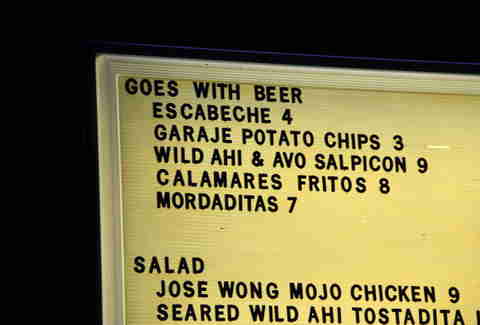 GOES WITH BEER
ESCABECHE 4
GARAJE POTATO CHIPS 3
WILD AHI & AVO SALPICON 9
CALAMARES FRITOS 8
MORDADITAS 7
SALAD
JOSE WONG MOJO CHICKEN 9
SEARED WILD AHI TOSTADITA